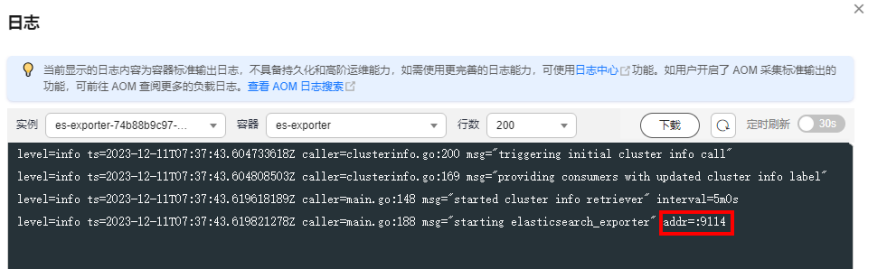 日志
当前显示的日志内容为容器标准输出日志，不具备持久化和高阶运维能力，如需使用更完善的日志能力，可使用日志中心功能。如用户开启了 AOM 采集标准输出的
功能，可前往 AOM 查阅更多的负载日志。查看 AOM 日志搜索
实例 es-exporter-74b88b9c97-... 容器 es-exporter 行数 200 下载 定时刷新 30s
level=info ts=2023-12-11T07:37:43.604733618Z caller=clusterinfo.go:200 msg="triggering initial cluster info call"
level=info ts=2023-12-11T07:37:43.604808503Z caller=clusterinfo.go:169 msg="providing consumers with updated cluster info label"
level=info ts=2023-12-11T07:37:43.619618189Z caller=main.go:148 msg="started cluster info retriever" interval=5m0s
level=info ts=2023-12-11T07:37:43.619821278Z caller=main.go:188 msg="starting elasticsearch_exporter" addr=:9114